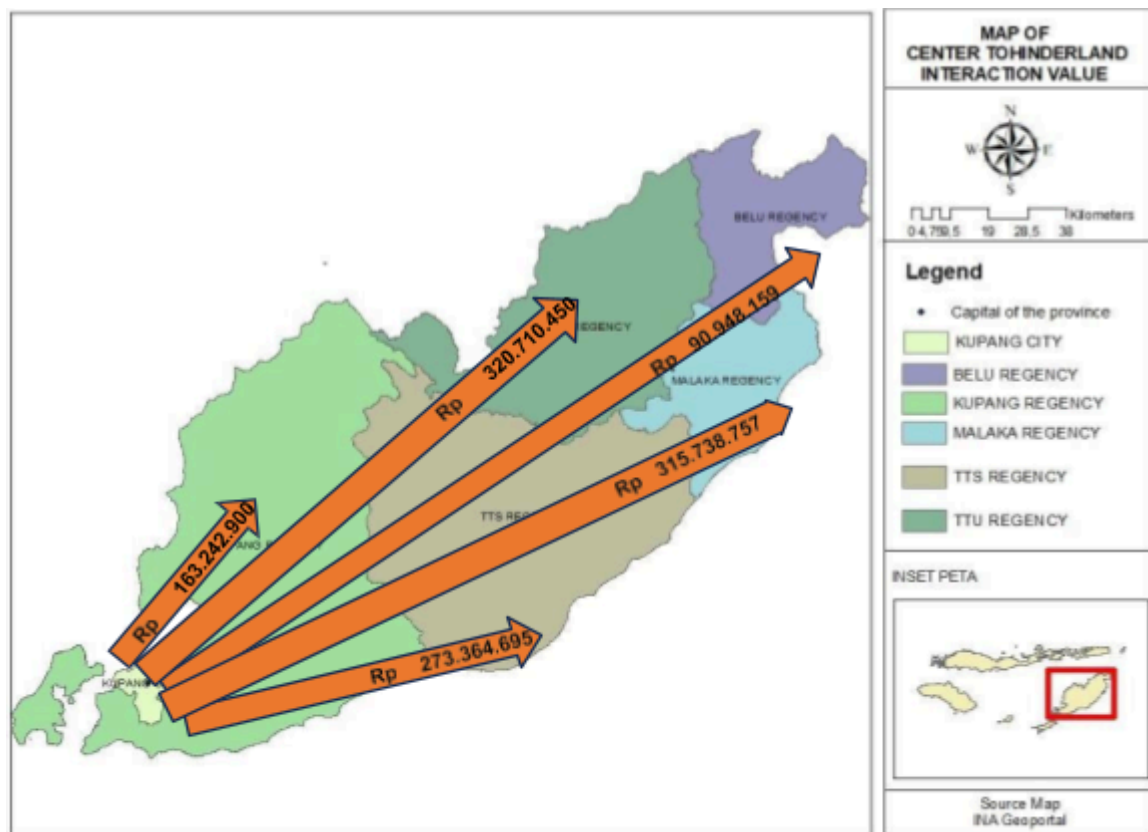 MAP OF
CENTER TOHINDERLAND
INTERACTION VALUE
N
W E
S
Kilometers
0 4,759,5 19 28,5 38
Legend
Capital of the province
KUPANG CITY
BELU REGENCY
KUPANG REGENCY
MALAKA REGENCY
TTS REGENCY
TTU REGENCY
INSET PETA
Source Map
INA Geoportal
BELU REGENCY
REGENCY
MALAKA REGENCY
Rp 320.710.450
Rp 90.948.159
Rp 315.738.757
Rp 163.242.900
Rp 273.364.695